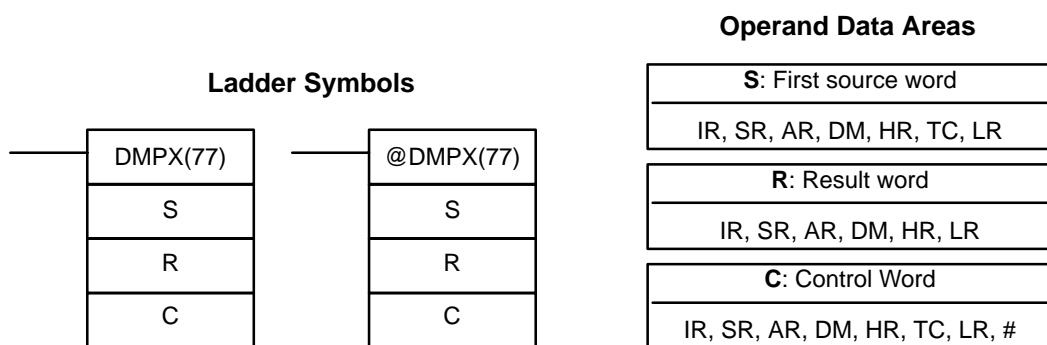 Ladder Symbols
DMPX(77)
S
R
C
@DMPX(77)
S
R
C
Operand Data Areas
S: First source word
IR, SR, AR, DM, HR, TC, LR
R: Result word
IR, SR, AR, DM, HR, LR
C: Control Word
IR, SR, AR, DM, HR, TC, LR, #